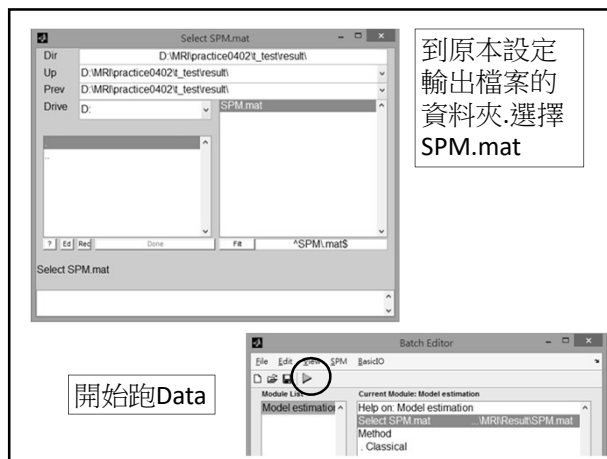 Select SPM.mat
Dir D:\MRI\practice0402\t_test\result\
Up D:\MRI\practice0402\t_test\result\
Prev D:\MRI\practice0402\t_test\result\
Drive D:
SPM.mat
.
..
? Ed Rec Done Filt ^SPM\.mat$
Select SPM.mat
到原本設定
輸出檔案的
資料夾.選擇
SPM.mat
開始跑Data
Batch Editor
File Edit View SPM BasicIO
Module List Current Module: Model estimation
Model estimation Help on: Model estimation
Select SPM.mat ...\MRI\Result\SPM.mat
Method
. Classical